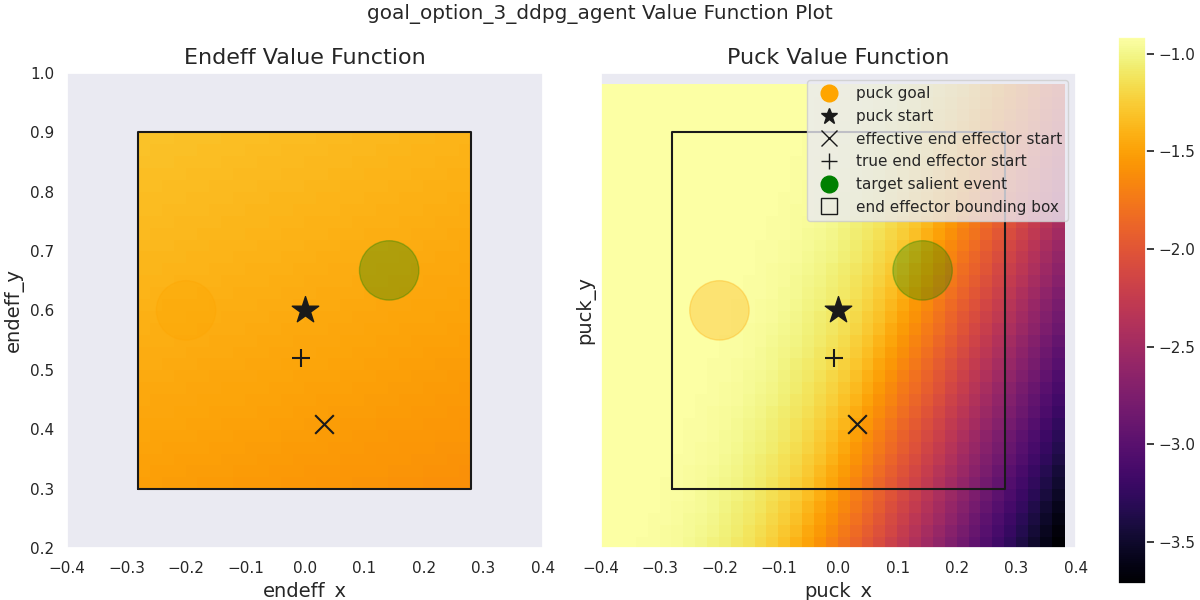 goal_option_3_ddpg_agent Value Function Plot
Endeff Value Function
endeff_y
1.0
0.9
0.8
0.7
0.6
0.5
0.4
0.3
0.2
−0.4 −0.3 −0.2 −0.1 0.0 0.1 0.2 0.3 0.4
endeff_x
Puck Value Function
puck_y
puck goal
puck start
effective end effector start
true end effector start
target salient event
end effector bounding box
−0.4 −0.3 −0.2 −0.1 0.0 0.1 0.2 0.3 0.4
puck_x
−1.0
−1.5
−2.0
−2.5
−3.0
−3.5